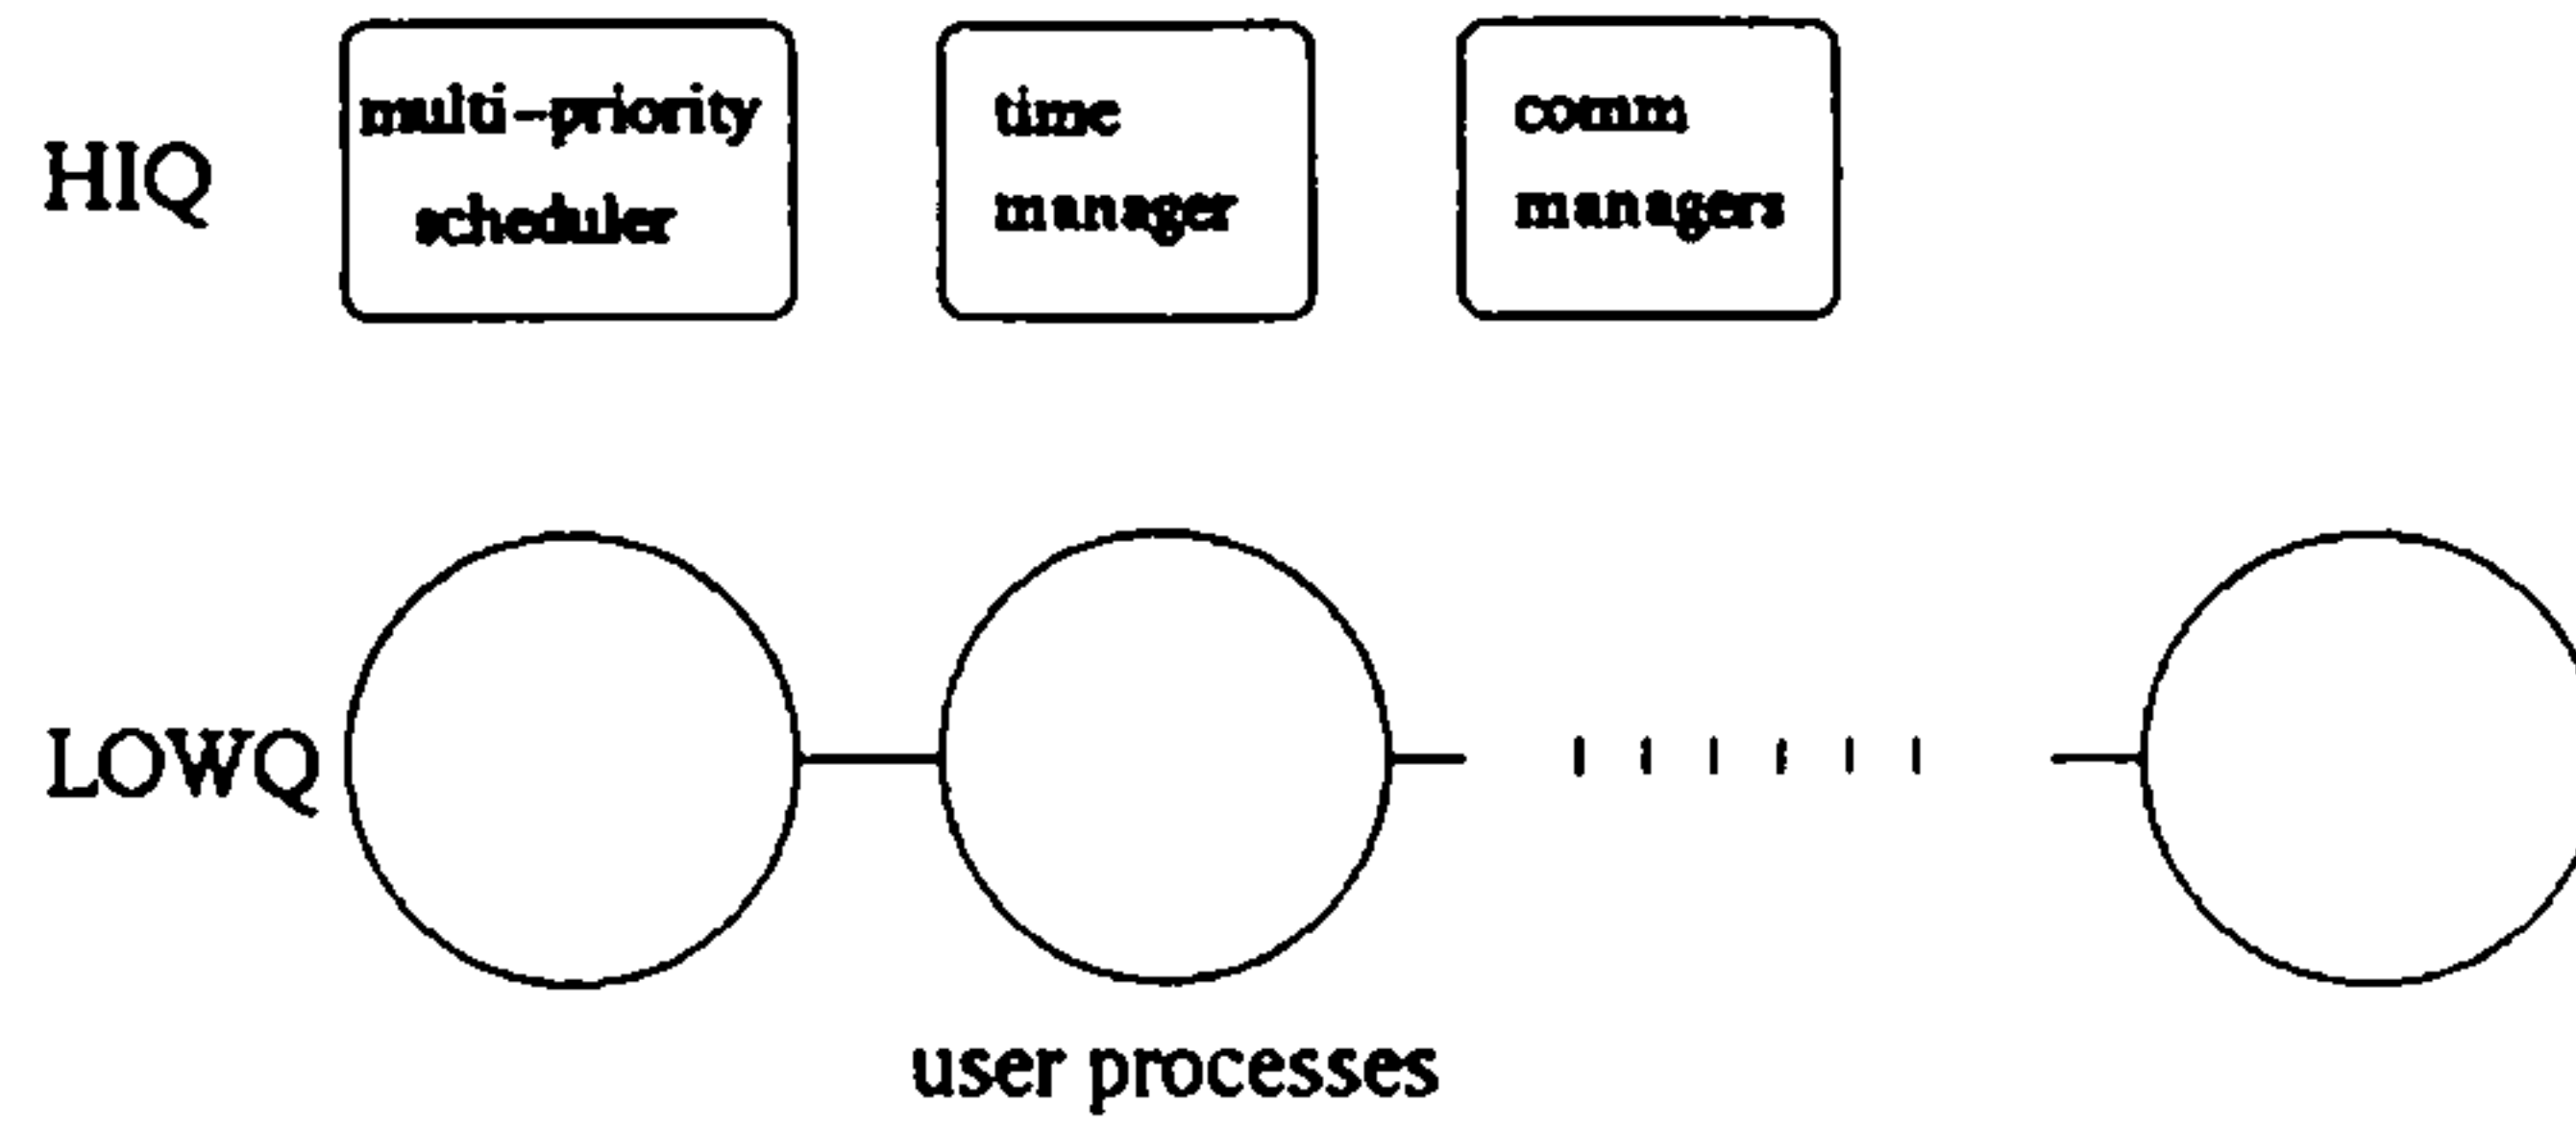 HIQ
multi-priority
scheduler
time
manager
comm
managers
LOWQ
user processes